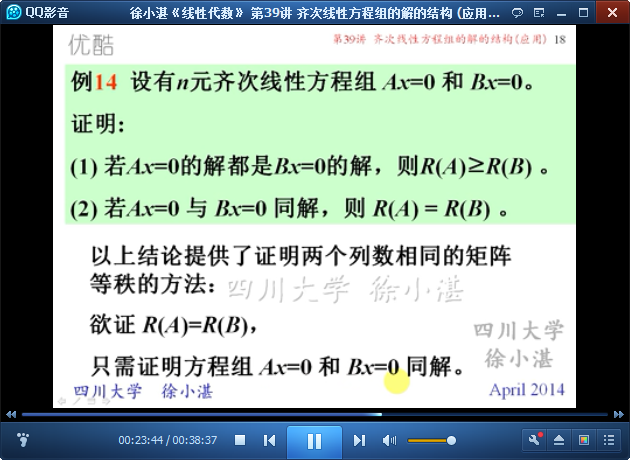 QQ影音
徐小湛《线性代数》 第39讲 齐次线性方程组的解的结构 (应用...
优酷
第39讲 齐次线性方程组的解的结构(应用) 18
例14 设有n元齐次线性方程组 Ax=0 和 Bx=0。
证明:
(1) 若Ax=0的解都是Bx=0的解，则R(A)≥R(B) 。
(2) 若Ax=0 与 Bx=0 同解，则 R(A) = R(B) 。
以上结论提供了证明两个列数相同的矩阵
等秩的方法：
四川大学 徐小湛
欲证 R(A)=R(B)，
四川大学
徐小湛
只需证明方程组 Ax=0 和 Bx=0 同解。
四川大学 徐小湛
April 2014
00:23:44 / 00:38:37